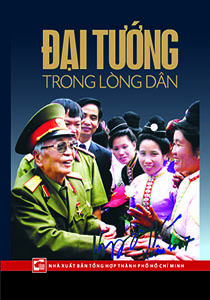 ĐẠI TƯỚNG
TRONG LÒNG DÂN
NHÀ XUẤT BẢN TỔNG HỢP THÀNH PHỐ HỒ CHÍ MINH